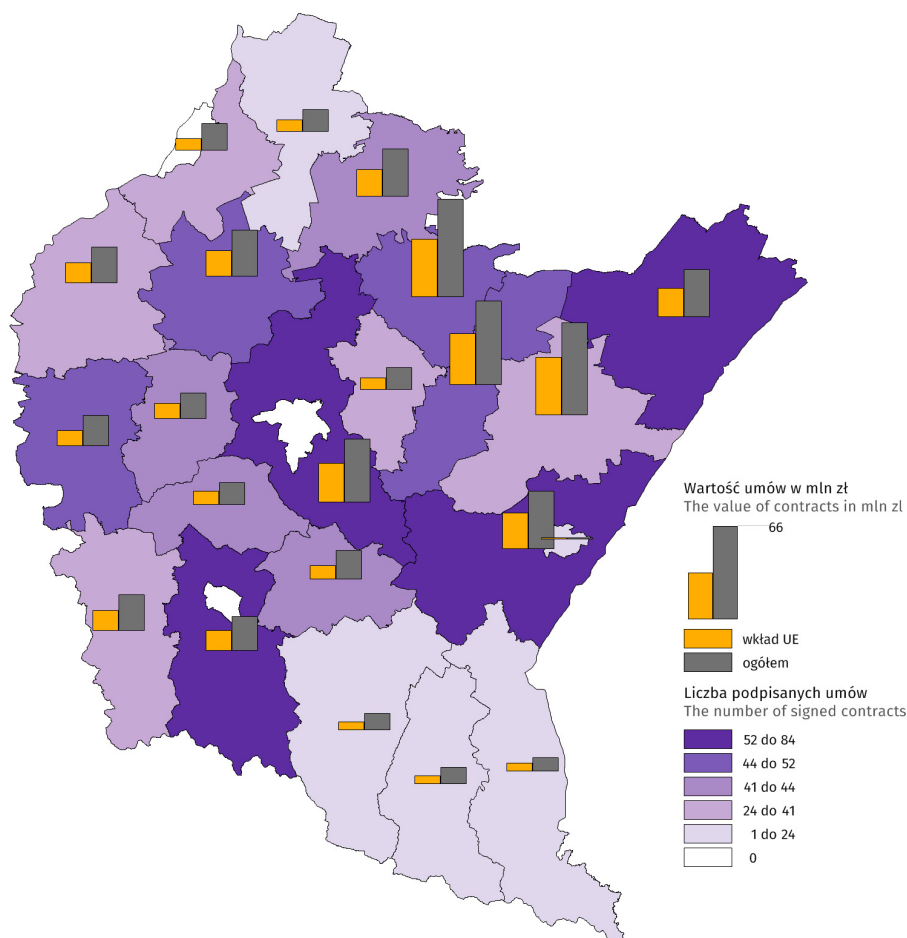 Wartość umów w mln zł
The value of contracts in mln zl
66
wkład UE
ogółem
Liczba podpisanych umów
The number of signed contracts
52 do 84
44 do 52
41 do 44
24 do 41
1 do 24
0